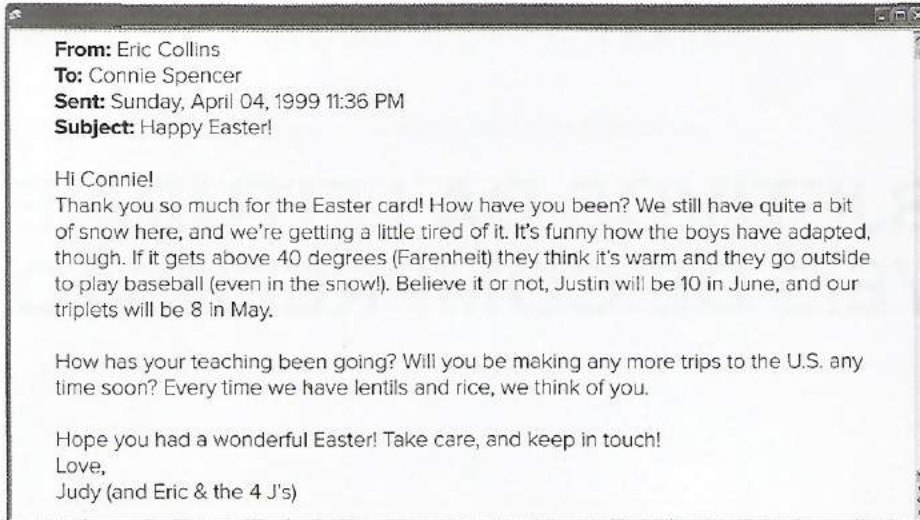 From: Eric Collins
To: Connie Spencer
Sent: Sunday, April 04, 1999 11:36 PM
Subject: Happy Easter!
Hi Connie!
Thank you so much for the Easter card! How have you been? We still have quite a bit
of snow here, and we're getting a little tired of it. It's funny how the boys have adapted,
though. If it gets above 40 degrees (Farenheit) they think it's warm and they go outside
to play baseball (even in the snow!). Believe it or not, Justin will be 10 in June, and our
triplets will be 8 in May.
How has your teaching been going? Will you be making any more trips to the U.S. any
time soon? Every time we have lentils and rice, we think of you.
Hope you had a wonderful Easter! Take care, and keep in touch!
Love,
Judy (and Eric & the 4 J's)